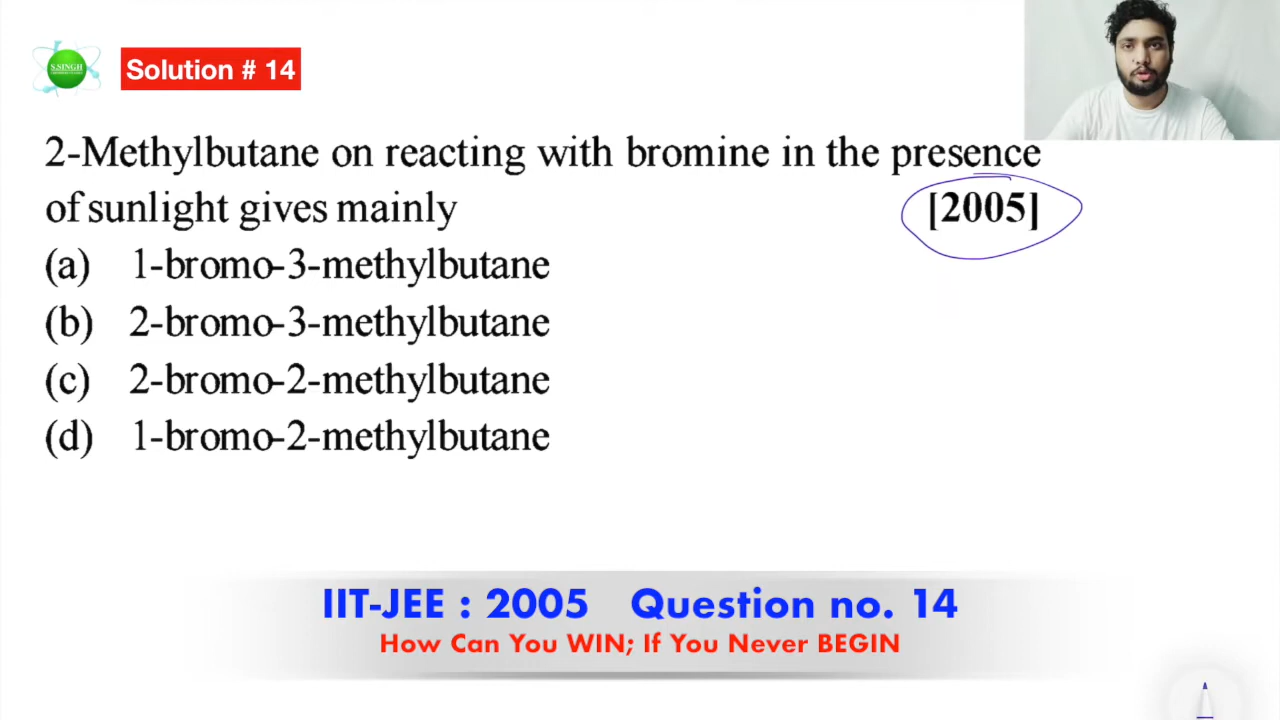 S.SINGH
Solution # 14
2-Methylbutane on reacting with bromine in the presence
of sunlight gives mainly [2005]
(a) 1-bromo-3-methylbutane
(b) 2-bromo-3-methylbutane
(c) 2-bromo-2-methylbutane
(d) 1-bromo-2-methylbutane
IIT-JEE : 2005 Question no. 14
How Can You WIN; If You Never BEGIN